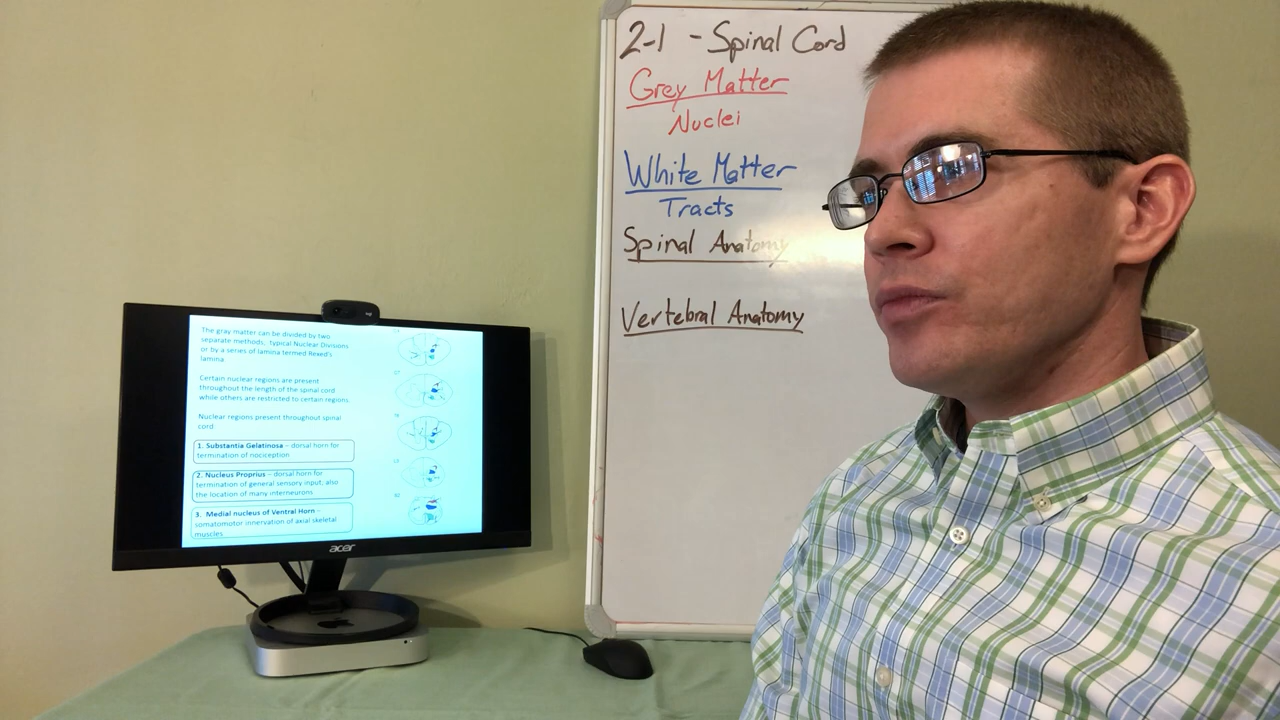 2-1 - Spinal Cord
Grey Matter
Nuclei
White Matter
Tracts
Spinal Anatomy
Vertebral Anatomy
The gray matter can be divided by two
separate methods; typical Nuclear Divisions
or by a series of lamina termed Rexed's
lamina
Certain nuclear regions are present
throughout the length of the spinal cord
while others are restricted to certain regions.
Nuclear regions present throughout spinal
cord
1. Substantia Gelatinosa – dorsal horn for
termination of nociception
2. Nucleus Proprius – dorsal horn for
termination of general sensory input; also
the location of many interneurons
3. Medial nucleus of Ventral Horn –
somatomotor innervation of axial skeletal
muscles
acer